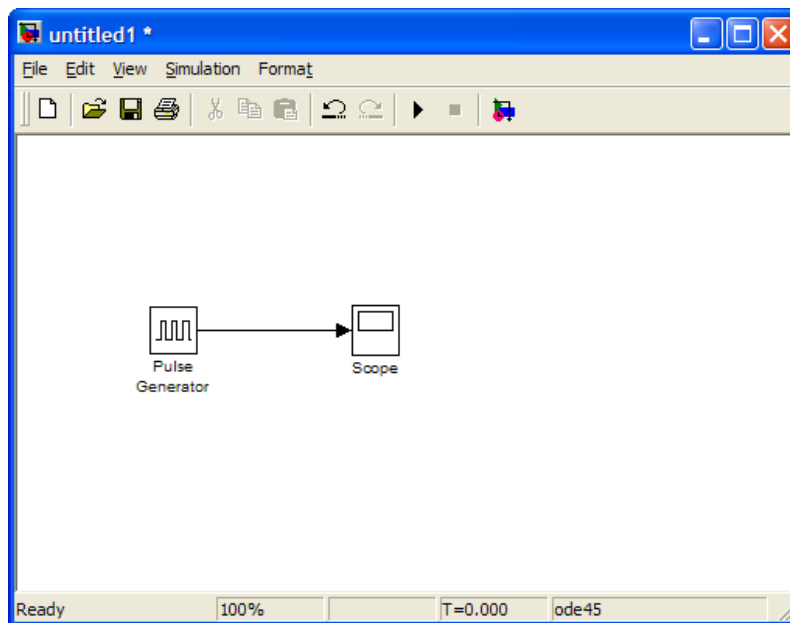 untitled1 *
File Edit View Simulation Format
Pulse
Generator
Scope
Ready 100% T=0.000 ode45